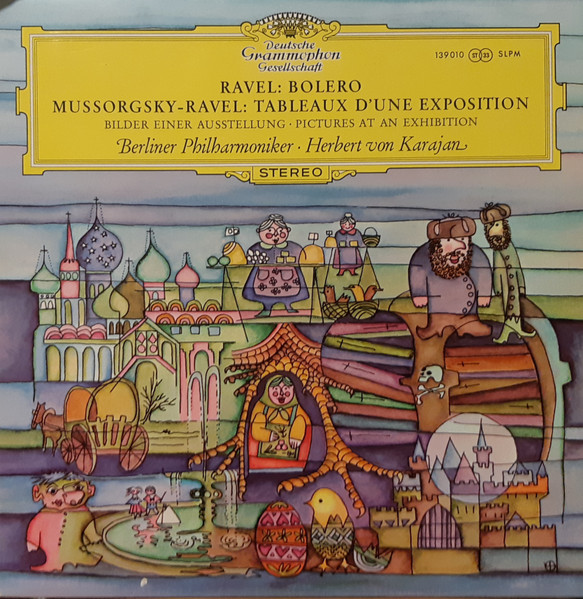 Deutsche
Grammophon
Gesellschaft
139010 ST 33 SLPM
RAVEL: BOLERO
MUSSORGSKY-RAVEL: TABLEAUX D'UNE EXPOSITION
BILDER EINER AUSSTELLUNG · PICTURES AT AN EXHIBITION
Berliner Philharmoniker · Herbert von Karajan
STEREO